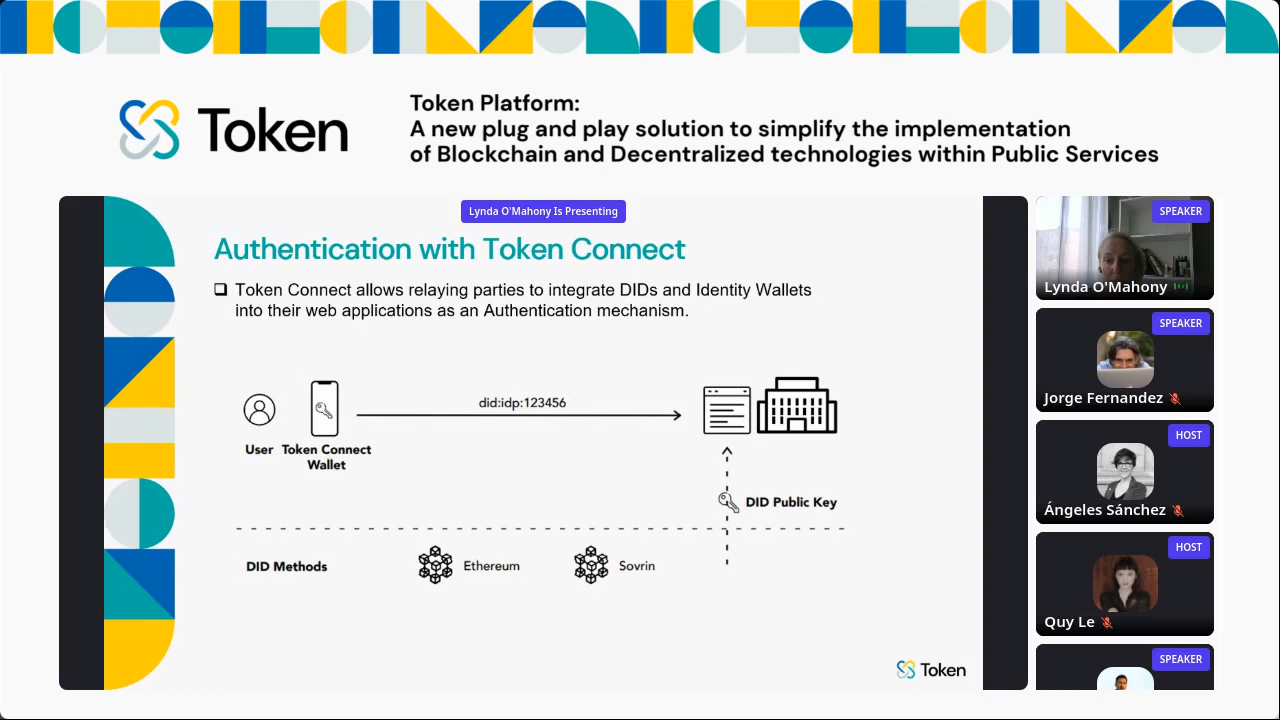 Token
Token Platform:
A new plug and play solution to simplify the implementation
of Blockchain and Decentralized technologies within Public Services
Lynda O'Mahony Is Presenting
Authentication with Token Connect
Token Connect allows relaying parties to integrate DIDs and Identity Wallets
into their web applications as an Authentication mechanism.
did:idp:123456
User
Token Connect
Wallet
DID Public Key
DID Methods
Ethereum
Sovrin
Token
SPEAKER
Lynda O'Mahony
SPEAKER
Jorge Fernandez
HOST
Ángeles Sánchez
HOST
Quy Le
SPEAKER